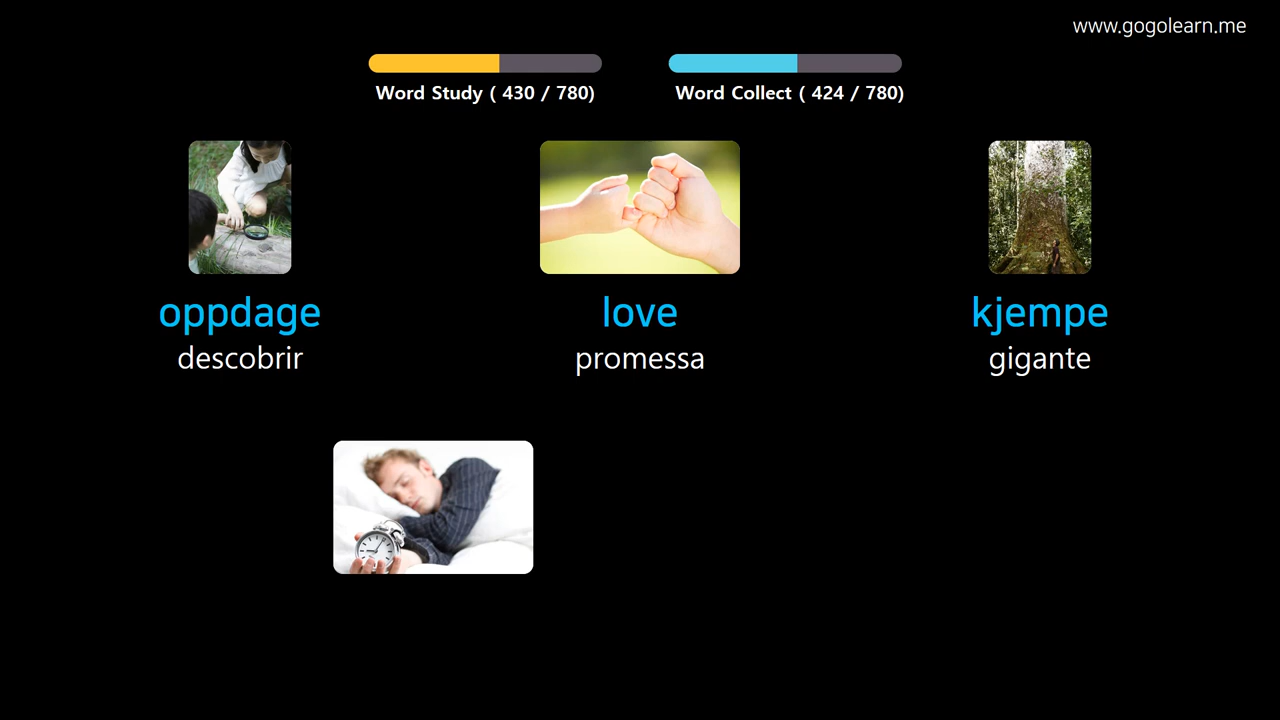 www.gogolearn.me
Word Study ( 430 / 780)
Word Collect ( 424 / 780)
oppdage
descobrir
love
promessa
kjempe
gigante